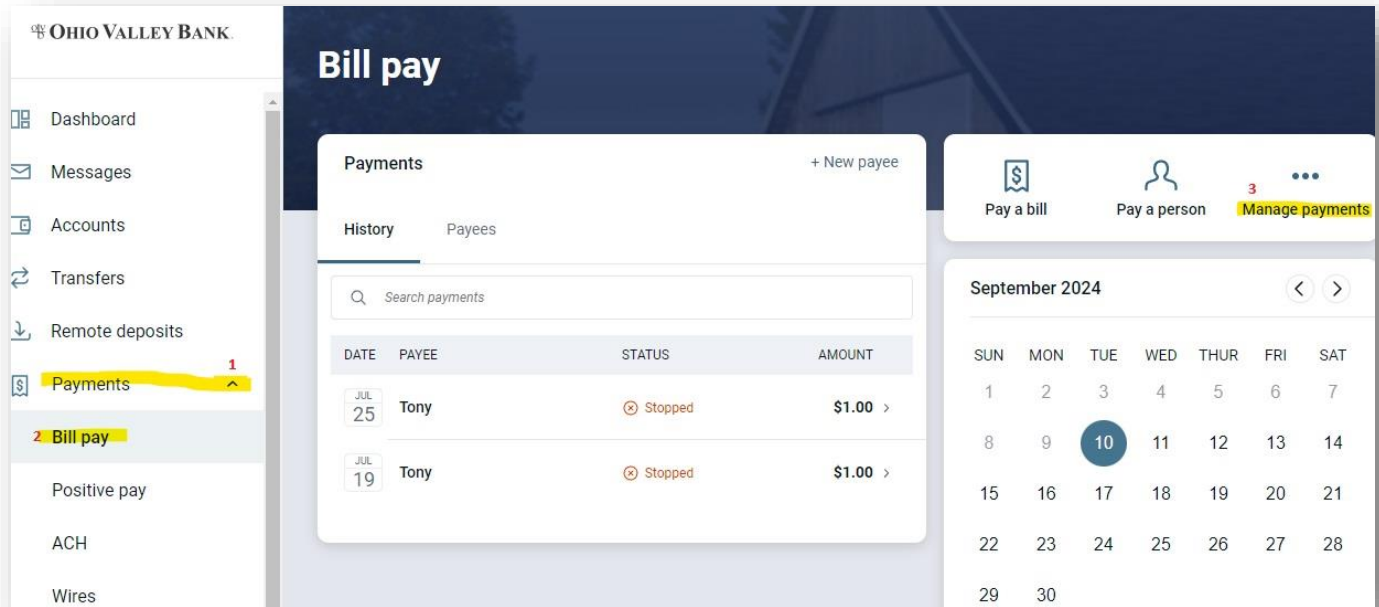 OVB OHIO VALLEY BANK.
Dashboard
Messages
Accounts
Transfers
Remote deposits
1
Payments
2 Bill pay
Positive pay
ACH
Wires
Bill pay
Payments + New payee
History Payees
Search payments
DATE PAYEE STATUS AMOUNT
JUL
25 Tony Stopped $1.00
JUL
19 Tony Stopped $1.00
3
Pay a bill Pay a person Manage payments
September 2024
SUN MON TUE WED THUR FRI SAT
1 2 3 4 5 6 7
8 9 10 11 12 13 14
15 16 17 18 19 20 21
22 23 24 25 26 27 28
29 30